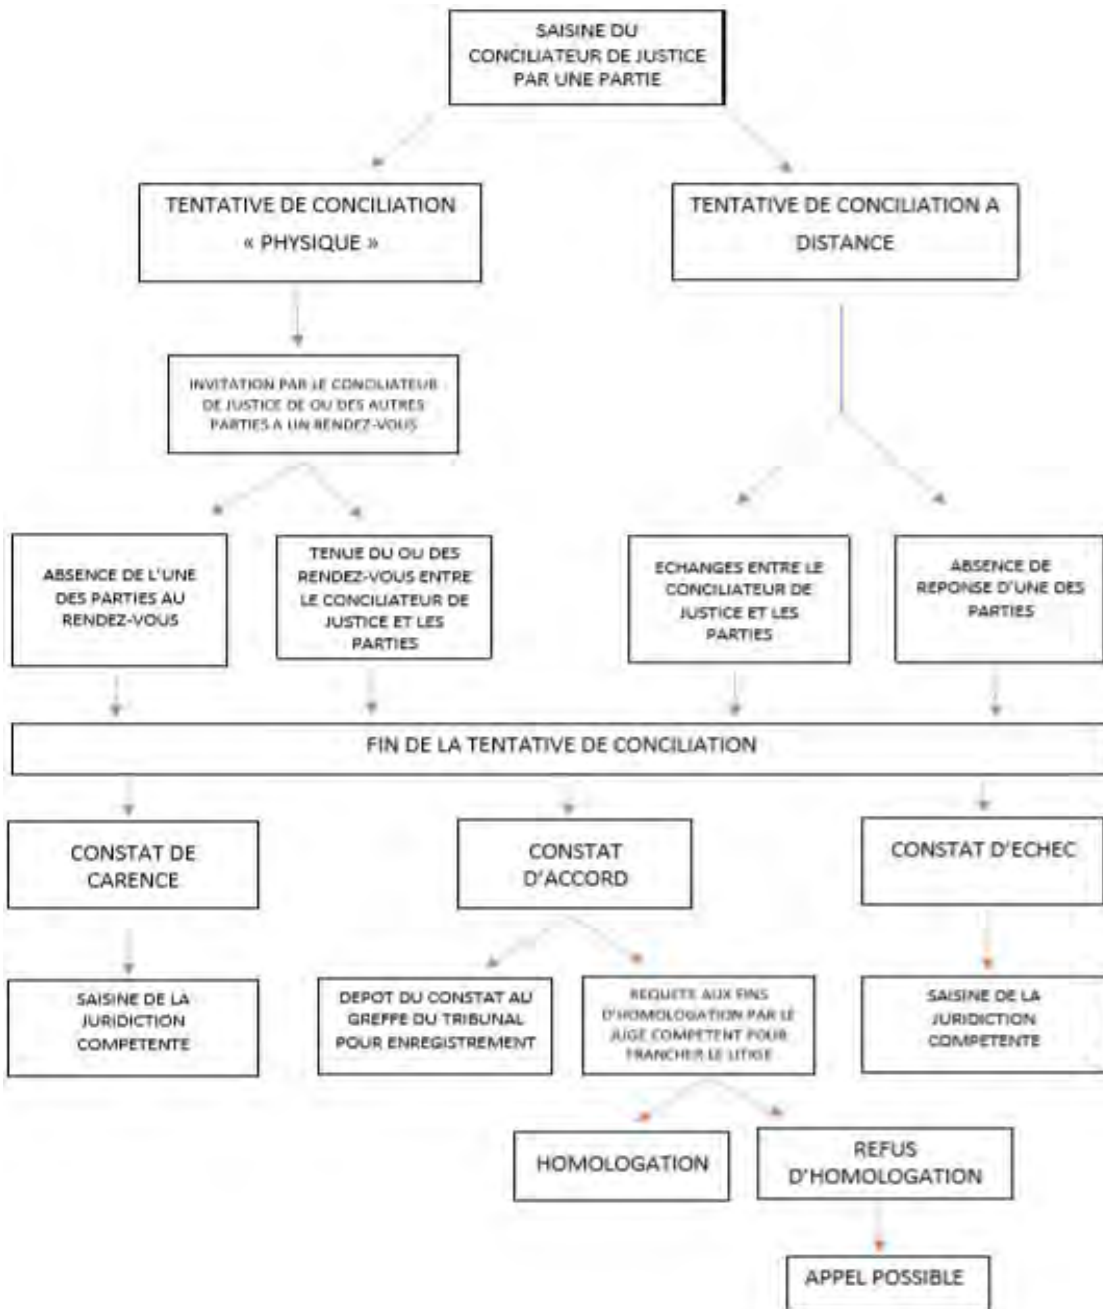 SAISINE DU
CONCILIATEUR DE JUSTICE
PAR UNE PARTIE
TENTATIVE DE CONCILIATION
« PHYSIQUE »
TENTATIVE DE CONCILIATION A
DISTANCE
INVITATION PAR LE CONCILIATEUR
DE JUSTICE DE OU DES AUTRES
PARTIES A UN RENDEZ-VOUS
ABSENCE DE L'UNE
DES PARTIES AU
RENDEZ-VOUS
TENUE DU OU DES
RENDEZ-VOUS ENTRE
LE CONCILIATEUR DE
JUSTICE ET LES
PARTIES
ECHANGES ENTRE LE
CONCILIATEUR DE
JUSTICE ET LES
PARTIES
ABSENCE DE
REPONSE D'UNE DES
PARTIES
FIN DE LA TENTATIVE DE CONCILIATION
CONSTAT DE
CARENCE
CONSTAT
D'ACCORD
CONSTAT D'ECHEC
SAISINE DE LA
JURIDICTION
COMPETENTE
DEPOT DU CONSTAT AU
GREFFE DU TRIBUNAL
POUR ENREGISTREMENT
REQUETE AUX FINS
D'HOMOLOGATION PAR LE
JUGE COMPETENT POUR
TRANCHER LE LITIGE
SAISINE DE LA
JURIDICTION
COMPETENTE
HOMOLOGATION
REFUS
D'HOMOLOGATION
APPEL POSSIBLE